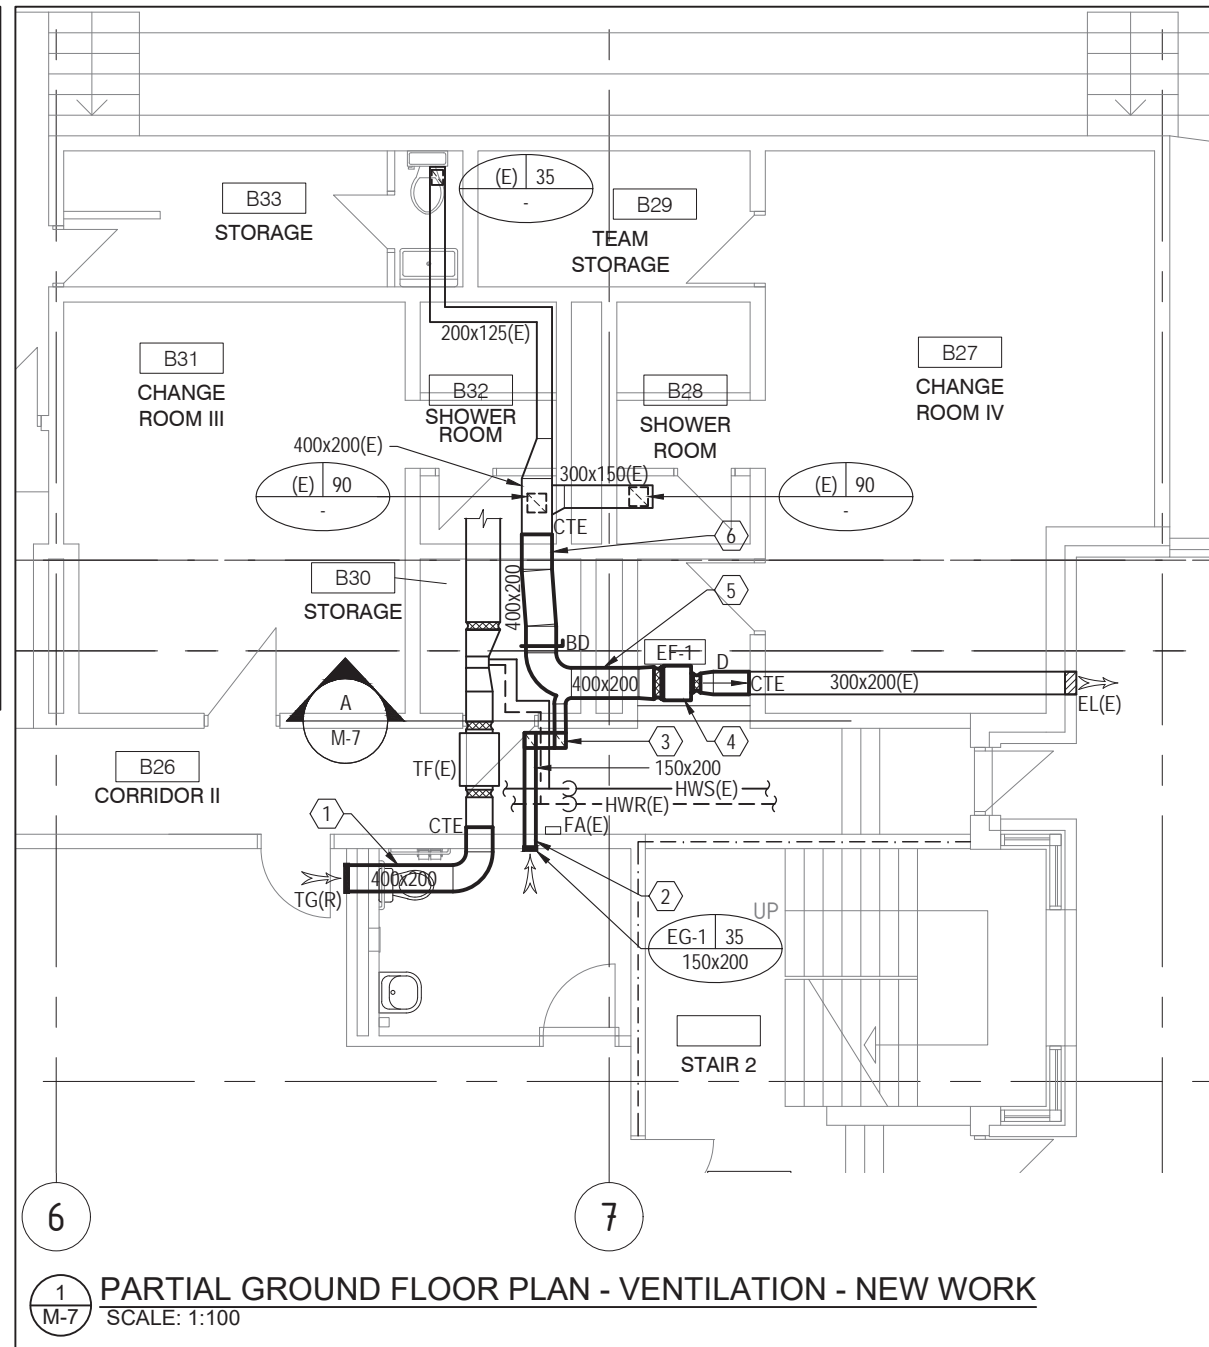 (E) 35
-
B33
STORAGE
B29
TEAM
STORAGE
200x125(E)
B31
CHANGE
ROOM III
B32
SHOWER
ROOM
B28
SHOWER
ROOM
B27
CHANGE
ROOM IV
400x200(E)
300x150(E)
(E) 90
-
(E) 90
-
CTE
6
B30
STORAGE
400x200
5
BD
EF-1
D
400x200
CTE
300x200(E)
EL(E)
A
M-7
3
4
B26
CORRIDOR II
TF(E)
150x200
HWS(E)
HWR(E)
1
CTE
FA(E)
400x200
TG(R)
2
UP
EG-1 35
150x200
STAIR 2
6
7
1
M-7
PARTIAL GROUND FLOOR PLAN - VENTILATION - NEW WORK
SCALE: 1:100